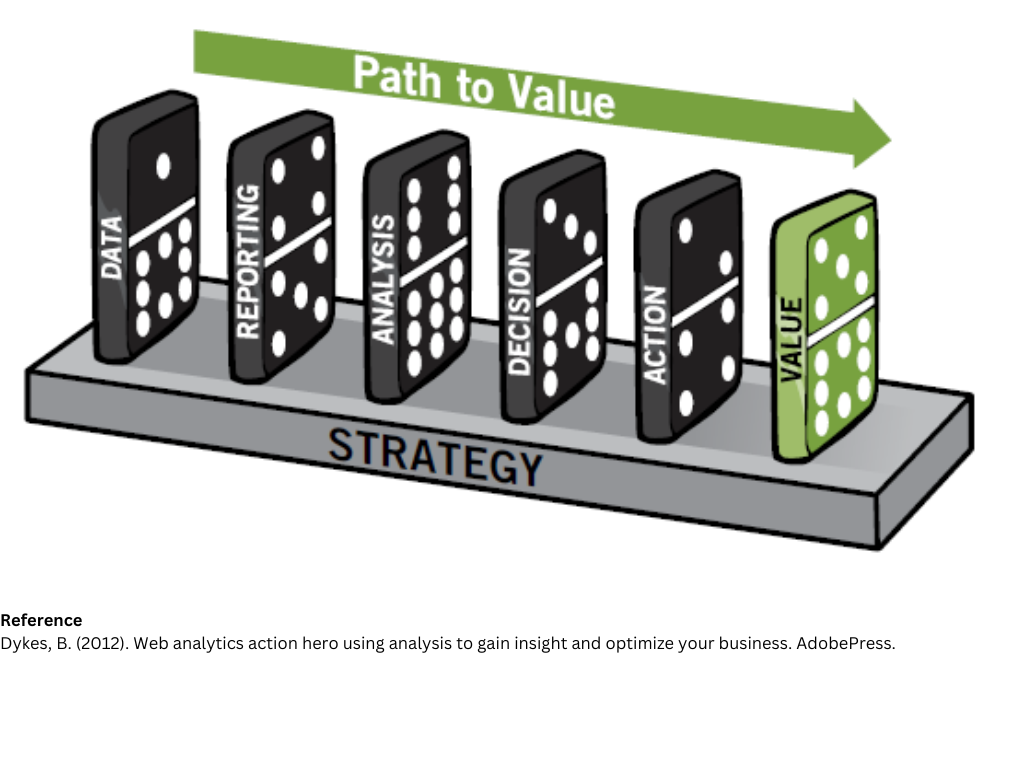 Path to Value
DATA
REPORTING
ANALYSIS
DECISION
ACTION
VALUE
STRATEGY
Reference
Dykes, B. (2012). Web analytics action hero using analysis to gain insight and optimize your business. AdobePress.